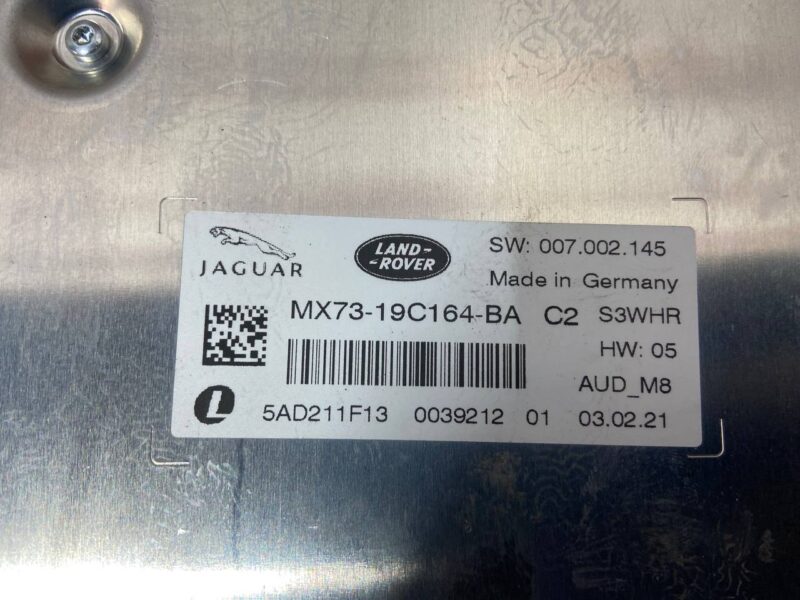 JAGUAR
LAND-
-ROVER
SW: 007.002.145
Made in Germany
MX73-19C164-BA C2 S3WHR
HW: 05
AUD_M8
L 5AD211F13 0039212 01 03.02.21